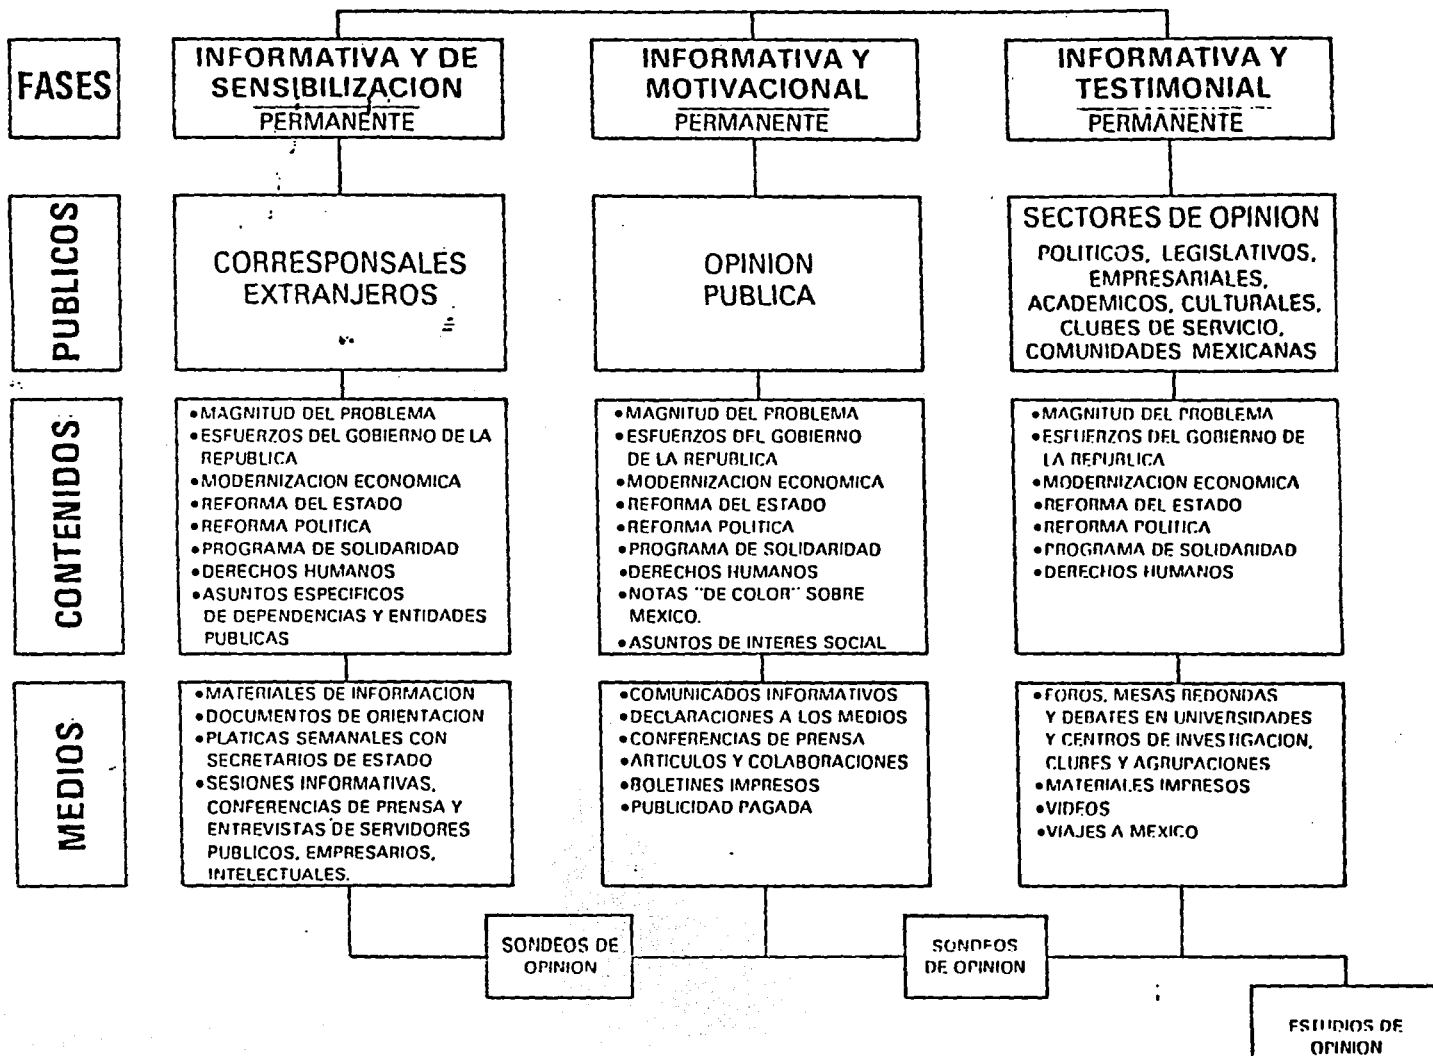 FASES
INFORMATIVA Y DE
SENSIBILIZACION
PERMANENTE
INFORMATIVA Y
MOTIVACIONAL
PERMANENTE
INFORMATIVA Y
TESTIMONIAL
PERMANENTE
PUBLICOS
CORRESPONSALES
EXTRANJEROS
OPINION
PUBLICA
SECTORES DE OPINION
POLITICOS, LEGISLATIVOS,
EMPRESARIALES,
ACADEMICOS, CULTURALES,
CLUBES DE SERVICIO,
COMUNIDADES MEXICANAS
CONTENIDOS
•MAGNITUD DEL PROBLEMA
•ESFUERZOS DEL GOBIERNO DE LA
REPUBLICA
•MODERNIZACION ECONOMICA
•REFORMA DEL ESTADO
•REFORMA POLITICA
•PROGRAMA DE SOLIDARIDAD
•DERECHOS HUMANOS
•ASUNTOS ESPECIFICOS
DE DEPENDENCIAS Y ENTIDADES
PUBLICAS
•MAGNITUD DEL PROBLEMA
•ESFUERZOS DEL GOBIERNO
DE LA REPUBLICA
•MODERNIZACION ECONOMICA
•REFORMA DEL ESTADO
•REFORMA POLITICA
•PROGRAMA DE SOLIDARIDAD
•DERECHOS HUMANOS
•NOTAS "DE COLOR" SOBRE
MEXICO.
•ASUNTOS DE INTERES SOCIAL
•MAGNITUD DEL PROBLEMA
•ESFUERZOS DEL GOBIERNO DE
LA REPUBLICA
•MODERNIZACION ECONOMICA
•REFORMA DEL ESTADO
•REFORMA POLITICA
•PROGRAMA DE SOLIDARIDAD
•DERECHOS HUMANOS
MEDIOS
•MATERIALES DE INFORMACION
•DOCUMENTOS DE ORIENTACION
•PLATICAS SEMANALES CON
SECRETARIOS DE ESTADO
•SESIONES INFORMATIVAS,
CONFERENCIAS DE PRENSA Y
ENTREVISTAS DE SERVIDORES
PUBLICOS, EMPRESARIOS,
INTELECTUALES.
•COMUNICADOS INFORMATIVOS
•DECLARACIONES A LOS MEDIOS
•CONFERENCIAS DE PRENSA
•ARTICULOS Y COLABORACIONES
•BOLETINES IMPRESOS
•PUBLICIDAD PAGADA
•FOROS, MESAS REDONDAS
Y DEBATES EN UNIVERSIDADES
Y CENTROS DE INVESTIGACION,
CLUBES Y AGRUPACIONES
•MATERIALES IMPRESOS
•VIDEOS
•VIAJES A MEXICO
SONDEOS DE
OPINION
SONDEOS
DE OPINION
ESTUDIOS DE
OPINION